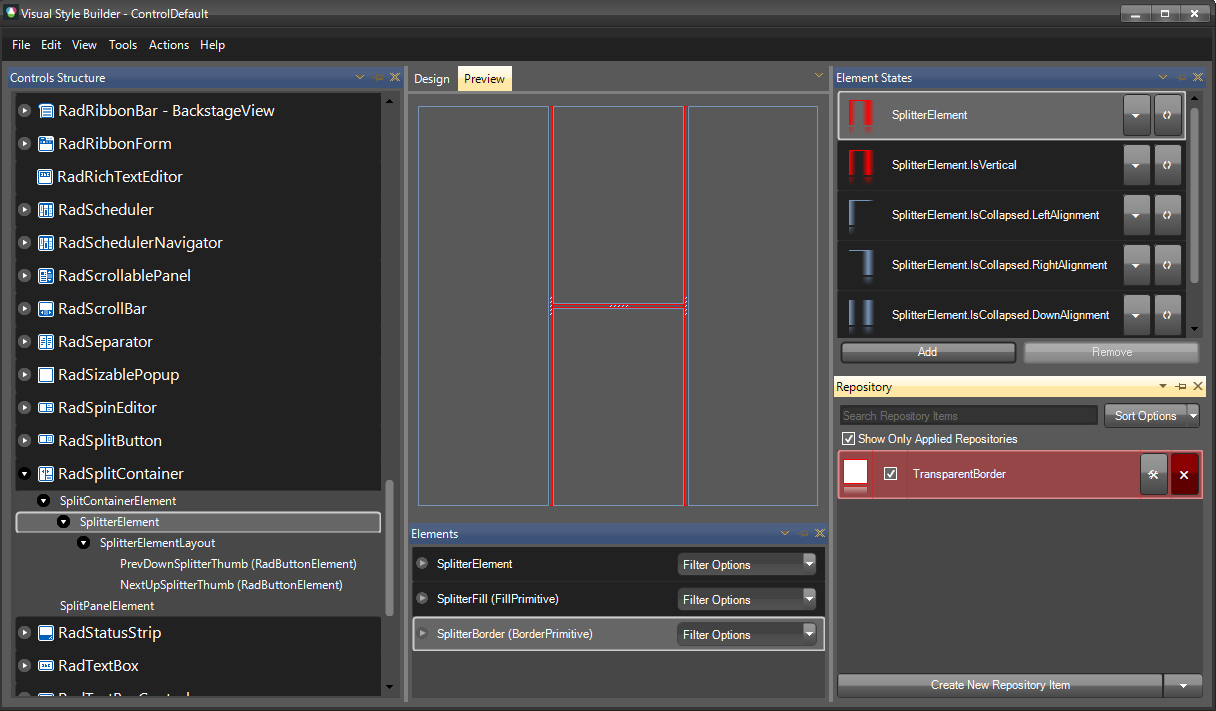 Visual Style Builder - ControlDefault
File Edit View Tools Actions Help
Controls Structure
RadRibbonBar - BackstageView
RadRibbonForm
RadRichTextEditor
RadScheduler
RadSchedulerNavigator
RadScrollablePanel
RadScrollBar
RadSeparator
RadSizablePopup
RadSpinEditor
RadSplitButton
RadSplitContainer
SplitContainerElement
SplitterElement
SplitterElementLayout
PrevDownSplitterThumb (RadButtonElement)
NextUpSplitterThumb (RadButtonElement)
SplitPanelElement
RadStatusStrip
RadTextBox
Design Preview
Elements
SplitterElement Filter Options
SplitterFill (FillPrimitive) Filter Options
SplitterBorder (BorderPrimitive) Filter Options
Element States
SplitterElement
SplitterElement.IsVertical
SplitterElement.IsCollapsed.LeftAlignment
SplitterElement.IsCollapsed.RightAlignment
SplitterElement.IsCollapsed.DownAlignment
Add Remove
Repository
Search Repository Items Sort Options
Show Only Applied Repositories
TransparentBorder
Create New Repository Item